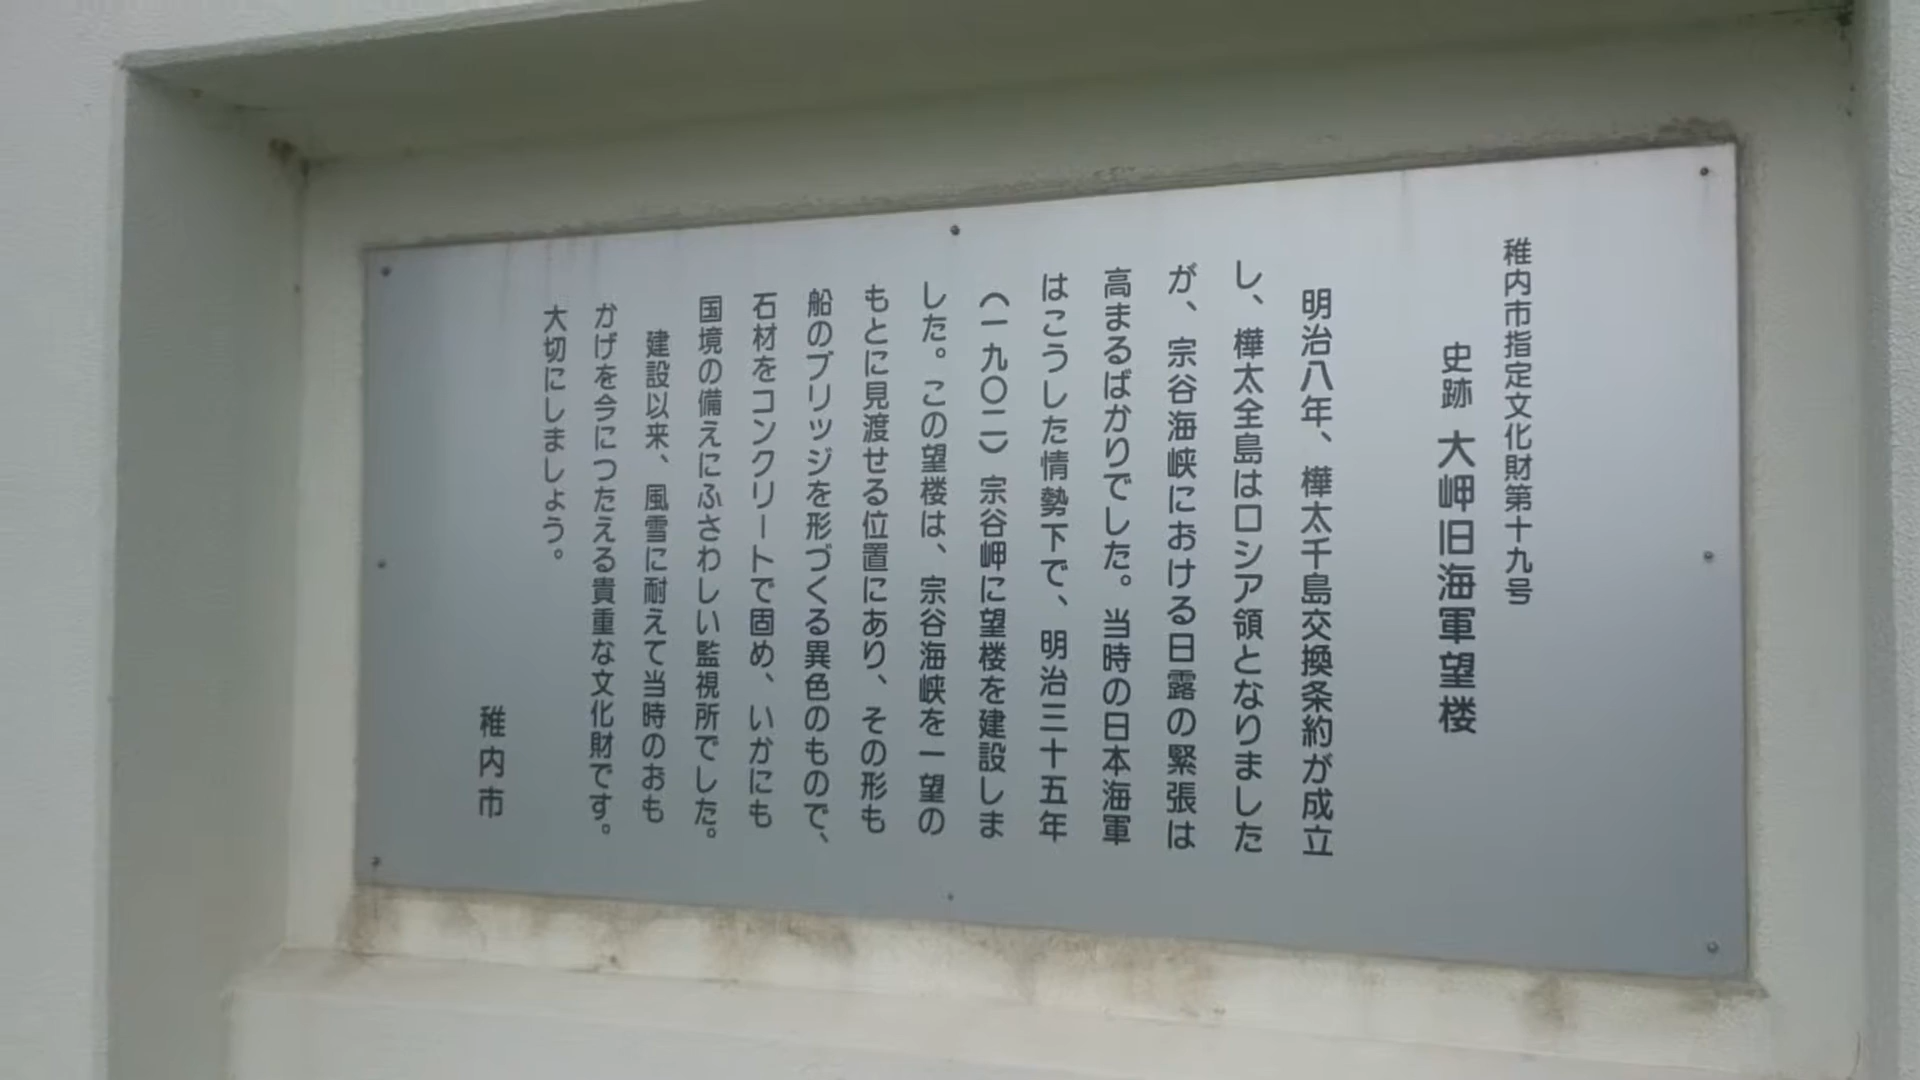 稚内市指定文化財第十九号
史跡 大岬旧海軍望楼
明治八年、樺太千島交換条約が成立
し、樺太全島はロシア領となりました
が、宗谷海峡における日露の緊張は
高まるばかりでした。当時の日本海軍
はこうした情勢下で、明治三十五年
（一九〇二）宗谷岬に望楼を建設しま
した。この望楼は、宗谷海峡を一望の
もとに見渡せる位置にあり、その形も
船のブリッジを形づくる異色のもので、
石材をコンクリートで固め、いかにも
国境の備えにふさわしい監視所でした。
建設以来、風雪に耐えて当時のおも
かげを今につたえる貴重な文化財です。
大切にしましょう。
稚内市